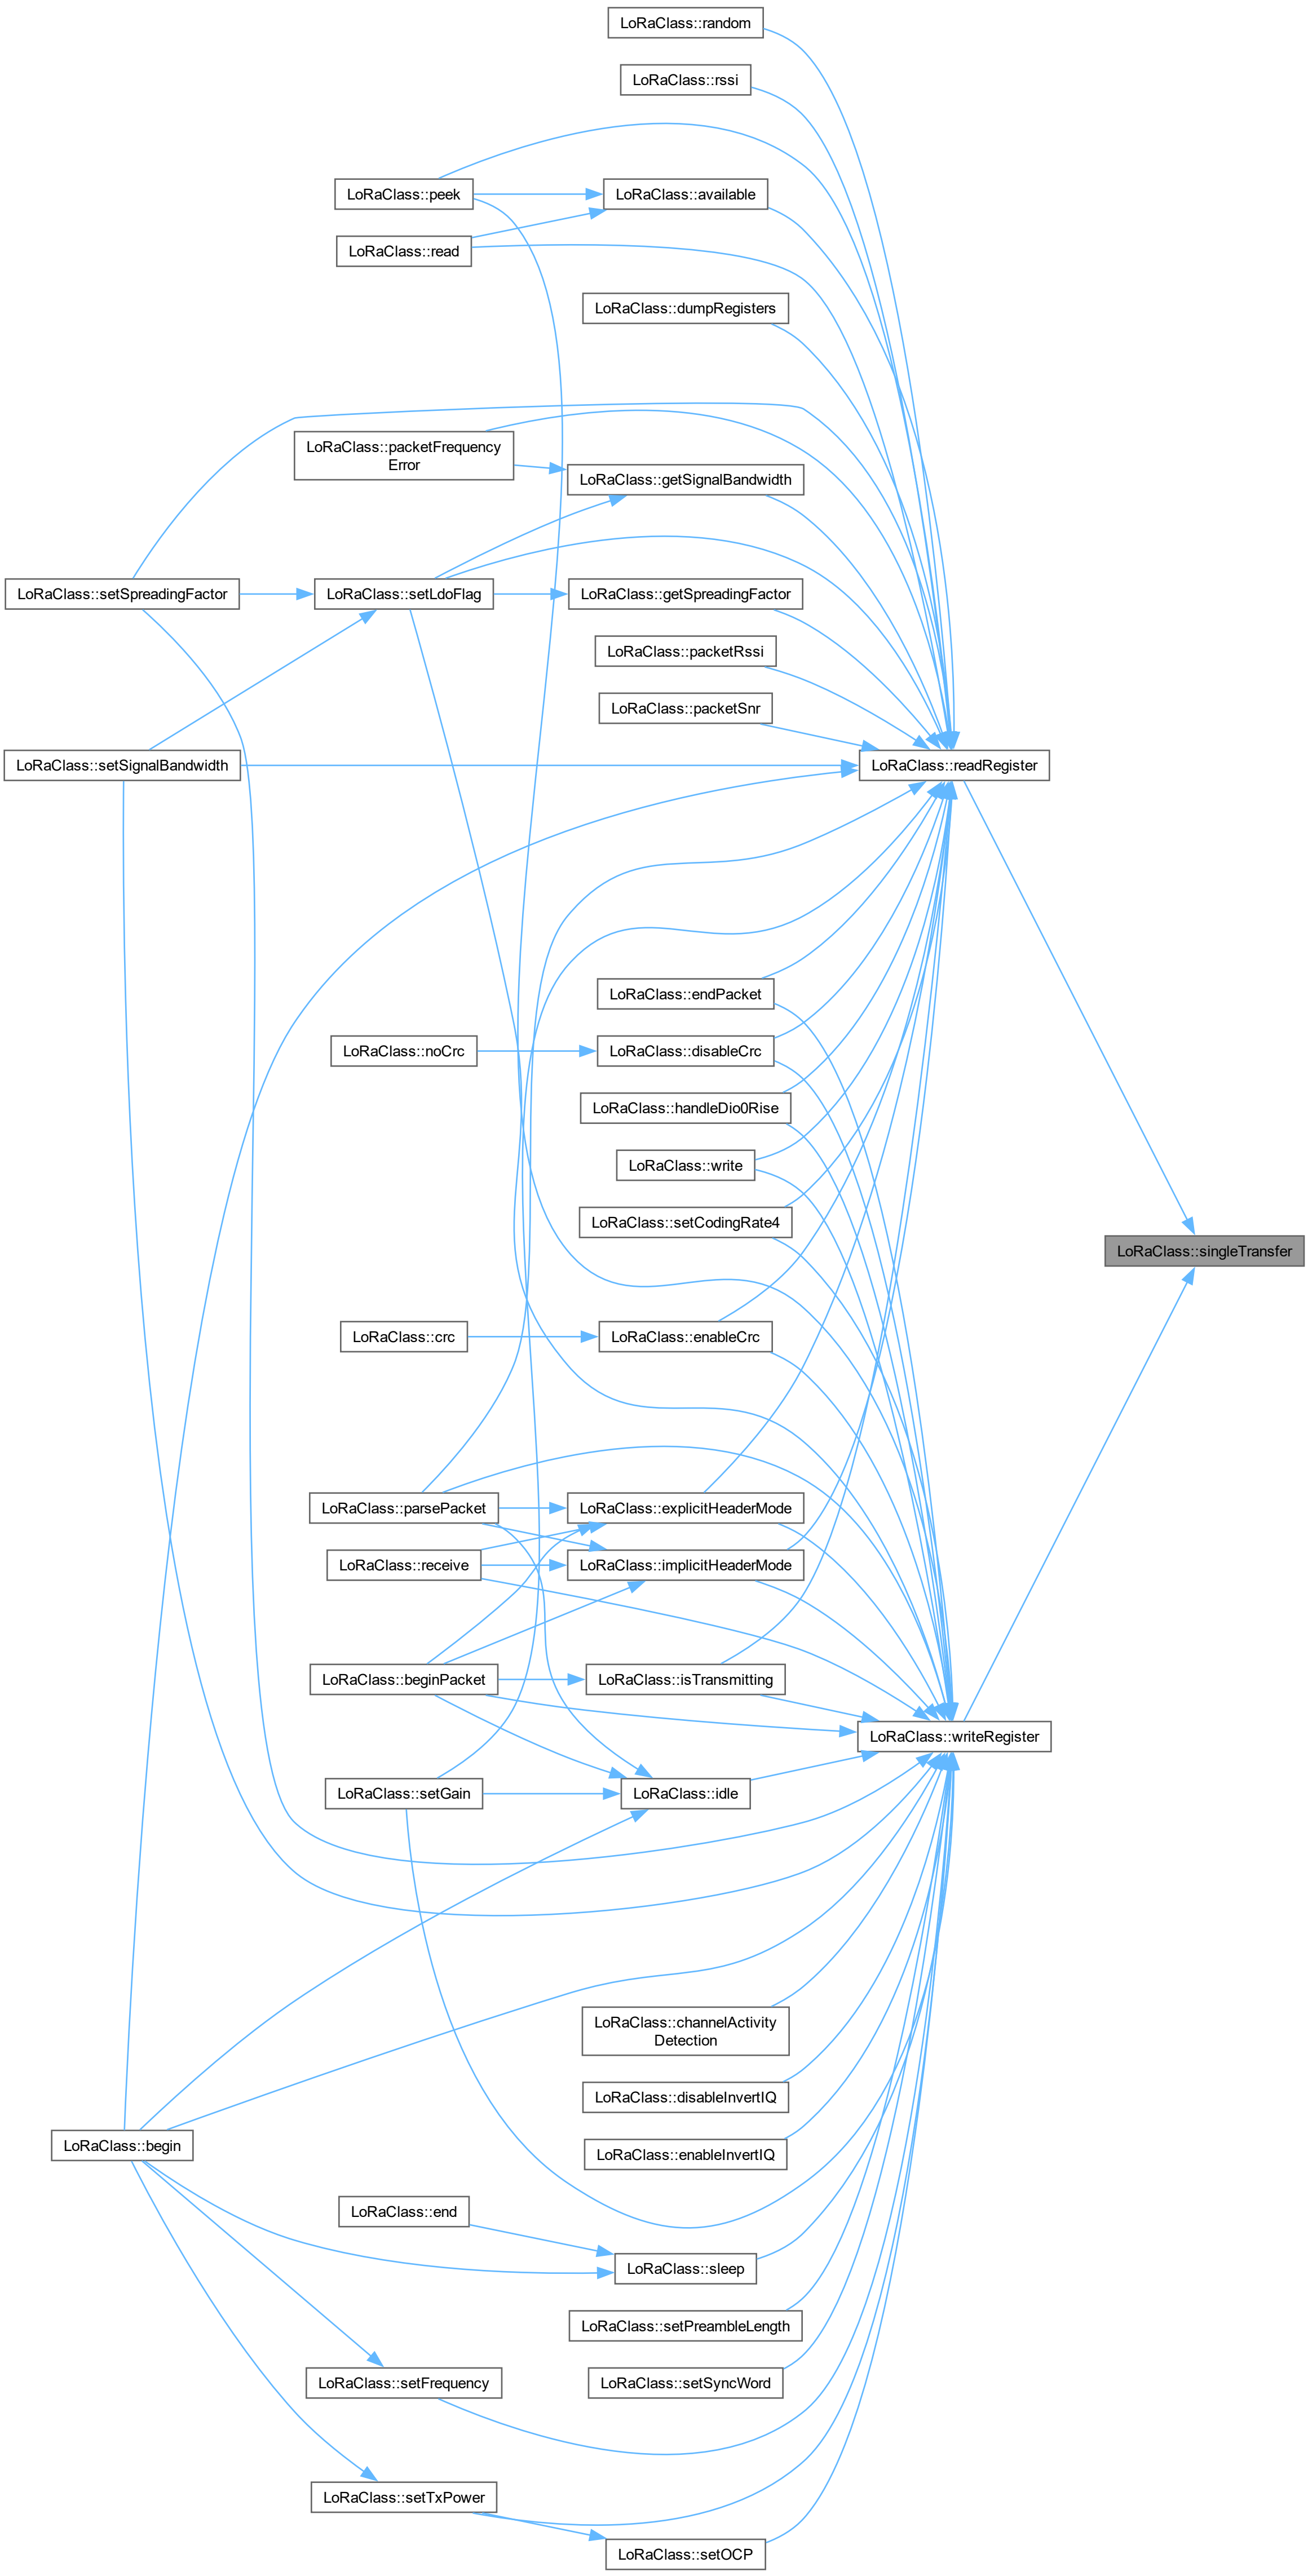 LoRaClass::random
LoRaClass::rssi
LoRaClass::peek
LoRaClass::available
LoRaClass::read
LoRaClass::dumpRegisters
LoRaClass::packetFrequency
Error
LoRaClass::getSignalBandwidth
LoRaClass::setSpreadingFactor
LoRaClass::setLdoFlag
LoRaClass::getSpreadingFactor
LoRaClass::packetRssi
LoRaClass::packetSnr
LoRaClass::setSignalBandwidth
LoRaClass::readRegister
LoRaClass::endPacket
LoRaClass::noCrc
LoRaClass::disableCrc
LoRaClass::handleDio0Rise
LoRaClass::write
LoRaClass::setCodingRate4
LoRaClass::singleTransfer
LoRaClass::crc
LoRaClass::enableCrc
LoRaClass::parsePacket
LoRaClass::explicitHeaderMode
LoRaClass::receive
LoRaClass::implicitHeaderMode
LoRaClass::beginPacket
LoRaClass::isTransmitting
LoRaClass::writeRegister
LoRaClass::setGain
LoRaClass::idle
LoRaClass::channelActivity
Detection
LoRaClass::disableInvertIQ
LoRaClass::begin
LoRaClass::enableInvertIQ
LoRaClass::end
LoRaClass::sleep
LoRaClass::setPreambleLength
LoRaClass::setFrequency
LoRaClass::setSyncWord
LoRaClass::setTxPower
LoRaClass::setOCP